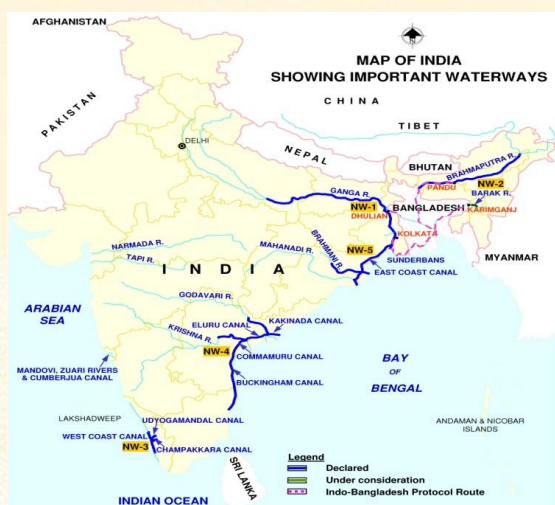 AFGHANISTAN
N
MAP OF INDIA
SHOWING IMPORTANT WATERWAYS
CHINA
PAKISTAN
TIBET
DELHI
NEPAL
BHUTAN
BRAHMAPUTRA R.
PANDU
NW-2
BARAK R.
GANGA R.
NW-1
DHULIAN
BANGLADESH
KARIMGANJ
KOLKATA
NW-5
NARMADA R.
MAHANADI R.
BRAHMANI R.
SUNDERBANS
MYANMAR
TAPI R.
INDIA
EAST COAST CANAL
GODAVARI R.
ARABIAN
SEA
KAKINADA CANAL
ELURU CANAL
KRISHNA R.
NW-4
COMMAMURU CANAL
BAY
OF
BENGAL
MANDOVI, ZUARI RIVERS
& CUMBERJUA CANAL
BUCKINGHAM CANAL
LAKSHADWEEP
UDYOGAMANDAL CANAL
ANDAMAN & NICOBAR
ISLANDS
WEST COAST CANAL
NW-3
CHAMPAKKARA CANAL
SRI LANKA
INDIAN OCEAN
Legend
Declared
Under consideration
Indo-Bangladesh Protocol Route